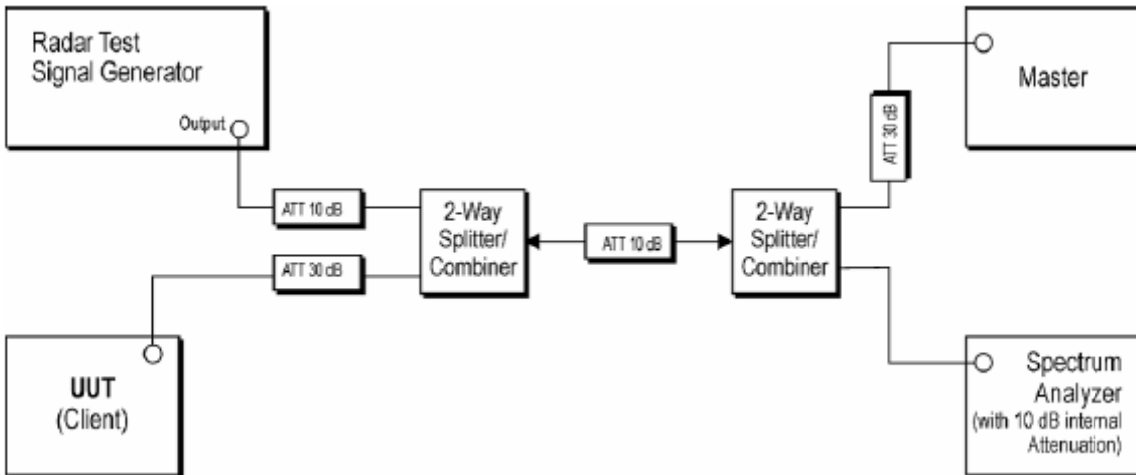 Radar Test
Signal Generator
Output
ATT 10 dB
ATT 30 dB
2-Way
Splitter/
Combiner
ATT 10 dB
2-Way
Splitter/
Combiner
ATT 30 dB
Master
UUT
(Client)
Spectrum
Analyzer
(with 10 dB internal
Attenuation)